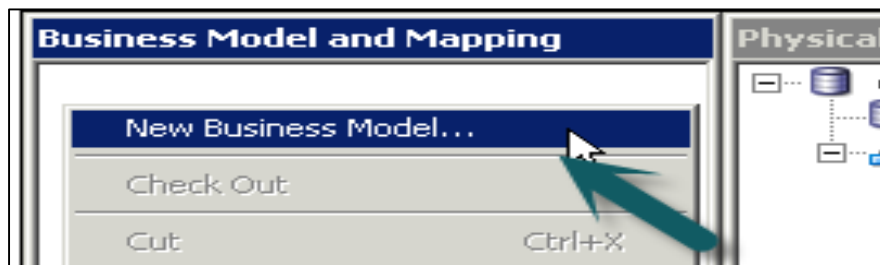 Business Model and Mapping
Physical
New Business Model...
Check Out
Cut Ctrl+X